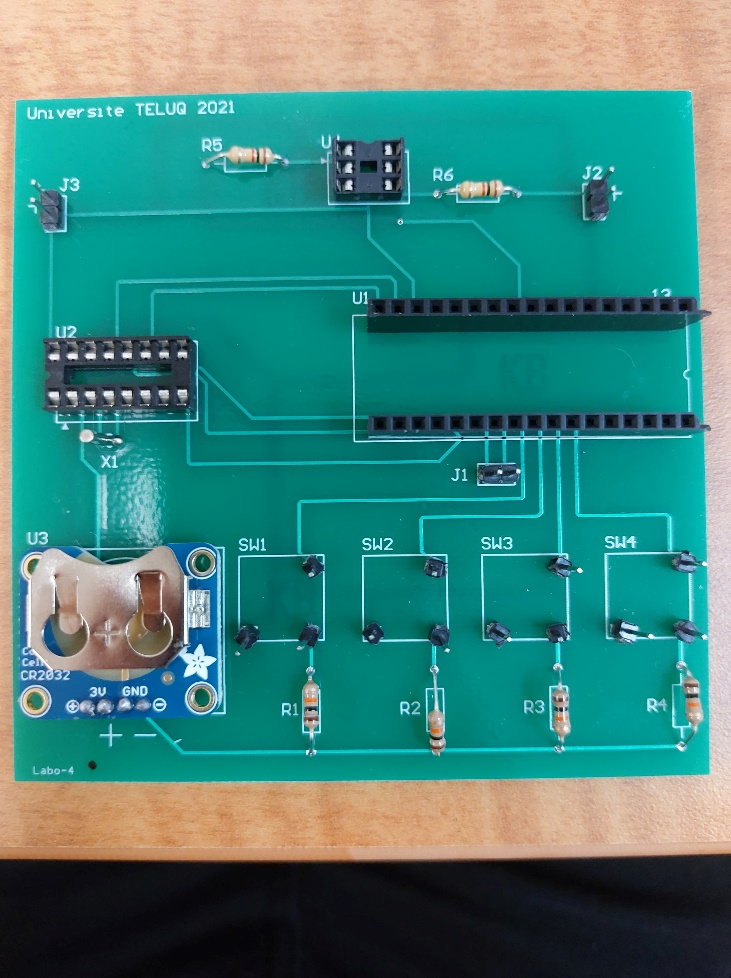 Universite TELUQ 2021
R5
R6
J3
J2
U1
13
U2
X1
J1
U3
SW1
SW2
SW3
SW4
CR2032
3V GND
+ -
R1
R2
R3
R4
+ -
Labo-4